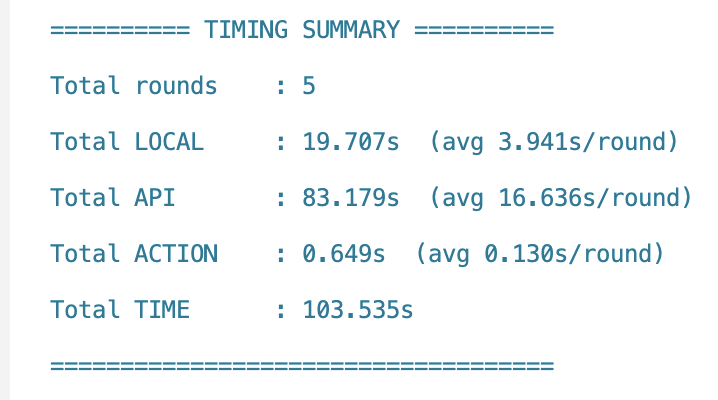 ========== TIMING SUMMARY ==========
Total rounds    : 5
Total LOCAL     : 19.707s  (avg 3.941s/round)
Total API       : 83.179s  (avg 16.636s/round)
Total ACTION    : 0.649s  (avg 0.130s/round)
Total TIME      : 103.535s
====================================